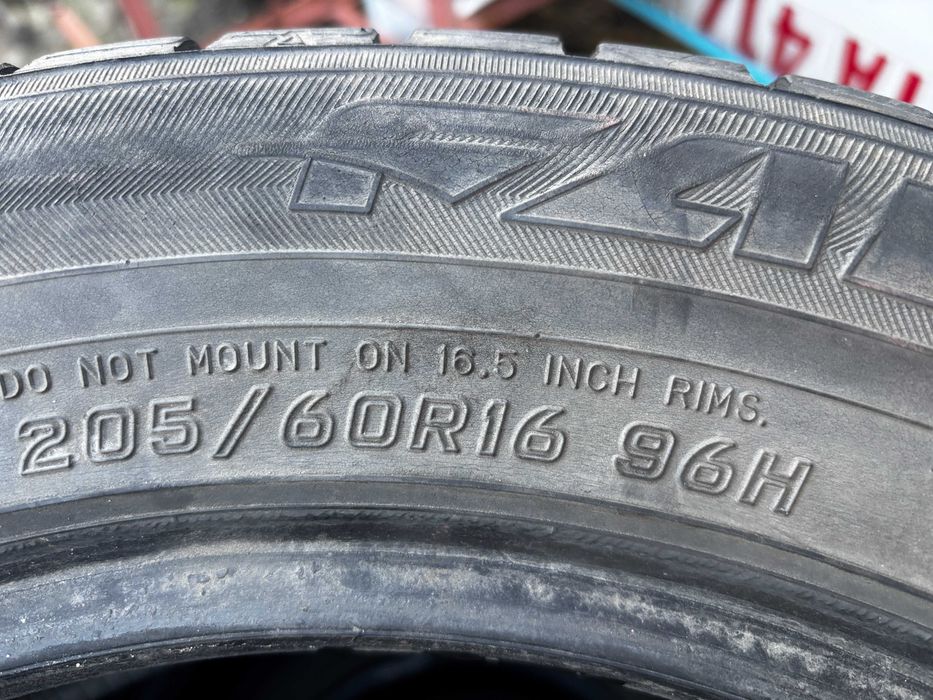 DO NOT MOUNT ON 16.5 INCH RIMS.
205/60R16 96H